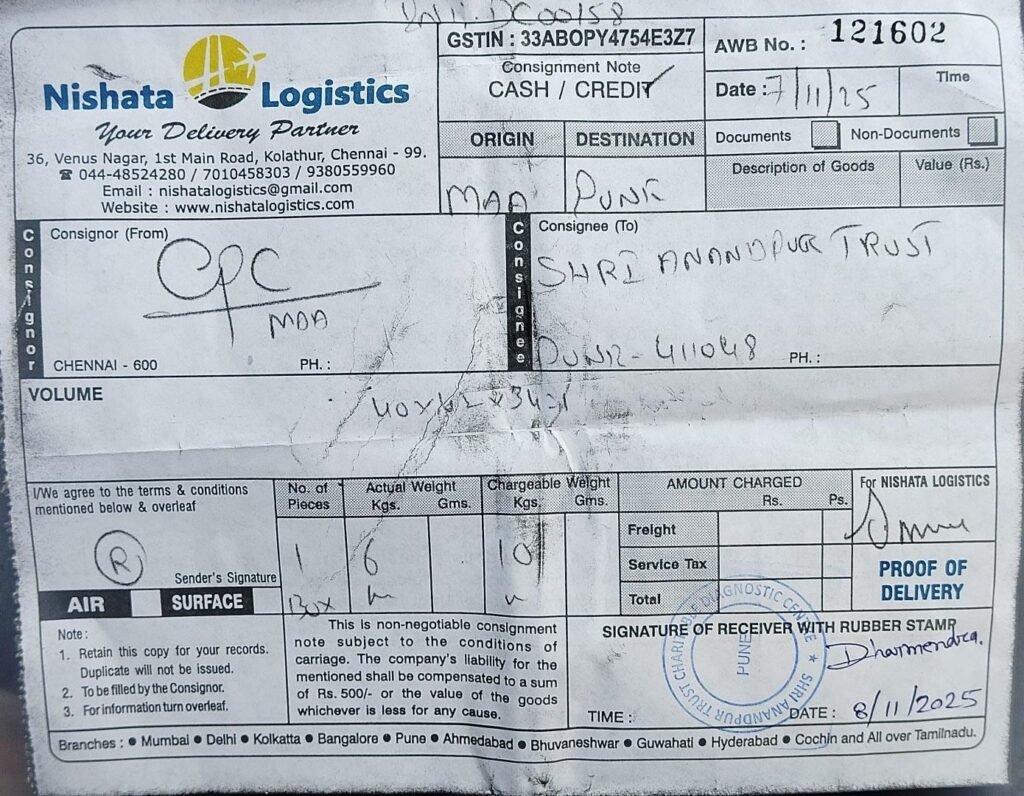 DC00158
Nishata Logistics
Your Delivery Partner
36, Venus Nagar, 1st Main Road, Kolathur, Chennai - 99.
☎ 044-48524280 / 7010458303 / 9380559960
Email : nishatalogistics@gmail.com
Website : www.nishatalogistics.com
GSTIN : 33ABOPY4754E3Z7
Consignment Note
CASH / CREDIT
AWB No. : 121602
Date : 7/11/25
Time
ORIGIN
DESTINATION
MAA
Documents
Non-Documents
Description of Goods
Value (Rs.)
Consignor
Consignor (From)
CPC
MAA
CHENNAI - 600
PH. :
Consignee
Consignee (To)
SHRI ANANDPUR TRUST
411048
PH. :
VOLUME
I/We agree to the terms & conditions
mentioned below & overleaf
R
Sender's Signature
AIR
SURFACE
No. of Pieces
Actual Weight
Kgs. Gms.
Chargeable Weight
Kgs. Gms.
1
6
10
BOX
AMOUNT CHARGED
Rs. Ps.
Freight
Service Tax
Total
For NISHATA LOGISTICS
PROOF OF
DELIVERY
Note :
1. Retain this copy for your records.
Duplicate will not be issued.
2. To be filled by the Consignor.
3. For information turn overleaf.
This is non-negotiable consignment
note subject to the conditions of
carriage. The company's liability for the
mentioned shall be compensated to a sum
of Rs. 500/- or the value of the goods
whichever is less for any cause.
SIGNATURE OF RECEIVER WITH RUBBER STAMP
SHRI ANANDPUR TRUST CHARITABLE DIAGNOSTIC CENTRE ★
PUNE
Dharmendra.
TIME :
DATE : 8/11/2025
Branches : ● Mumbai ● Delhi ● Kolkatta ● Bangalore ● Pune ● Ahmedabad ● Bhuvaneshwar ● Guwahati ● Hyderabad ● Cochin and All over Tamilnadu.